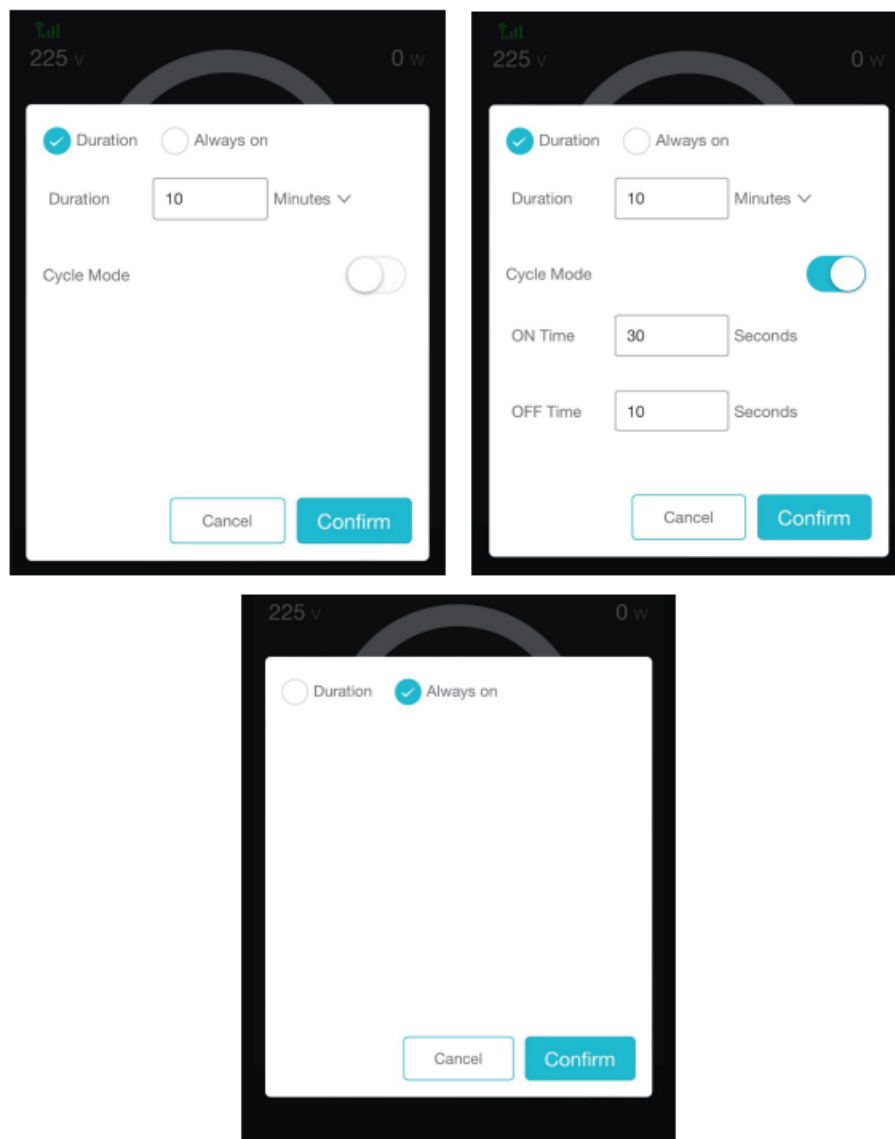 225 V 0 W
Duration Always on
Duration 10 Minutes
Cycle Mode
Cancel Confirm
225 V 0 W
Duration Always on
Duration 10 Minutes
Cycle Mode
ON Time 30 Seconds
OFF Time 10 Seconds
Cancel Confirm
225 V 0 W
Duration Always on
Cancel Confirm